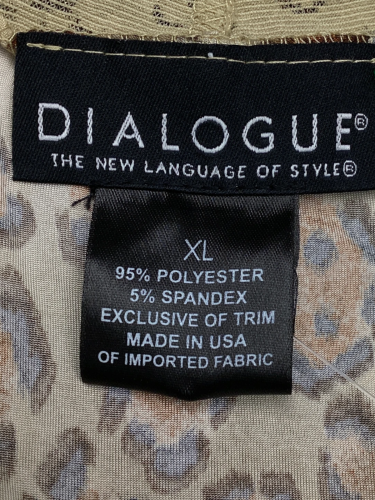 DIALOGUE®
THE NEW LANGUAGE OF STYLE®
XL
95% POLYESTER
5% SPANDEX
EXCLUSIVE OF TRIM
MADE IN USA
OF IMPORTED FABRIC